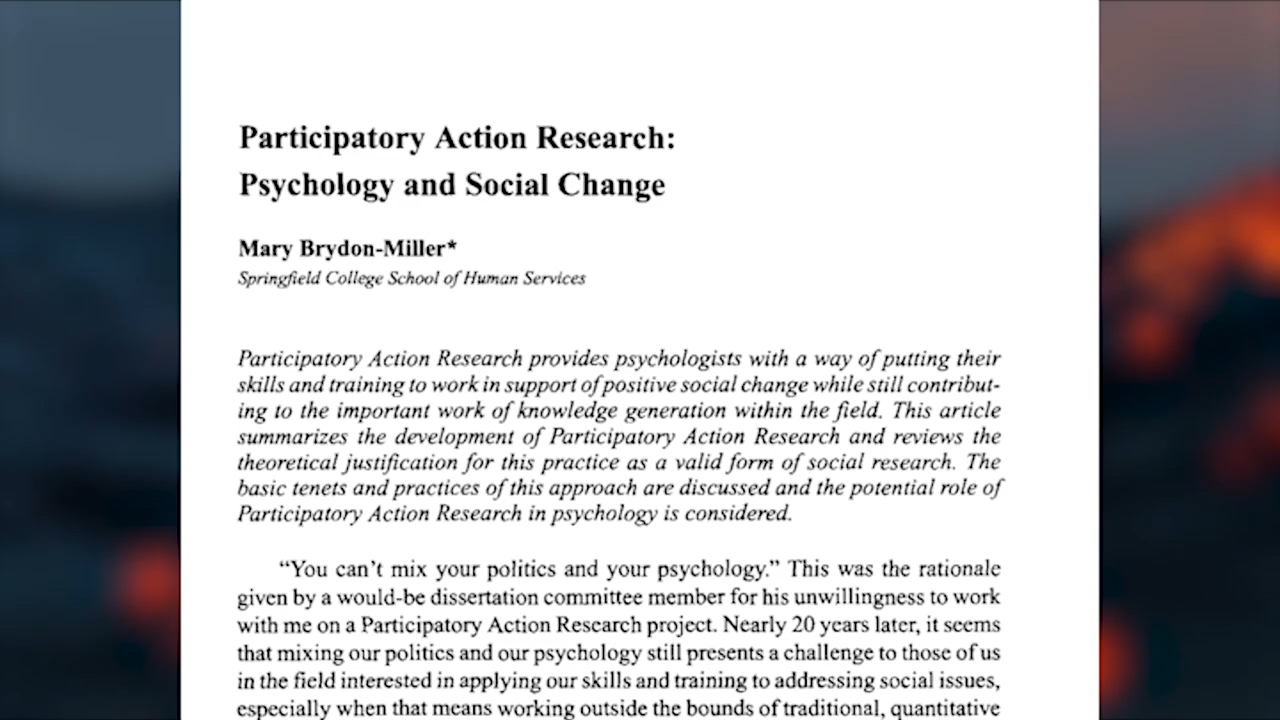 Participatory Action Research:
Psychology and Social Change
Mary Brydon-Miller*
Springfield College School of Human Services
Participatory Action Research provides psychologists with a way of putting their
skills and training to work in support of positive social change while still contribut-
ing to the important work of knowledge generation within the field. This article
summarizes the development of Participatory Action Research and reviews the
theoretical justification for this practice as a valid form of social research. The
basic tenets and practices of this approach are discussed and the potential role of
Participatory Action Research in psychology is considered.
“You can’t mix your politics and your psychology.” This was the rationale
given by a would-be dissertation committee member for his unwillingness to work
with me on a Participatory Action Research project. Nearly 20 years later, it seems
that mixing our politics and our psychology still presents a challenge to those of us
in the field interested in applying our skills and training to addressing social issues,
especially when that means working outside the bounds of traditional, quantitative